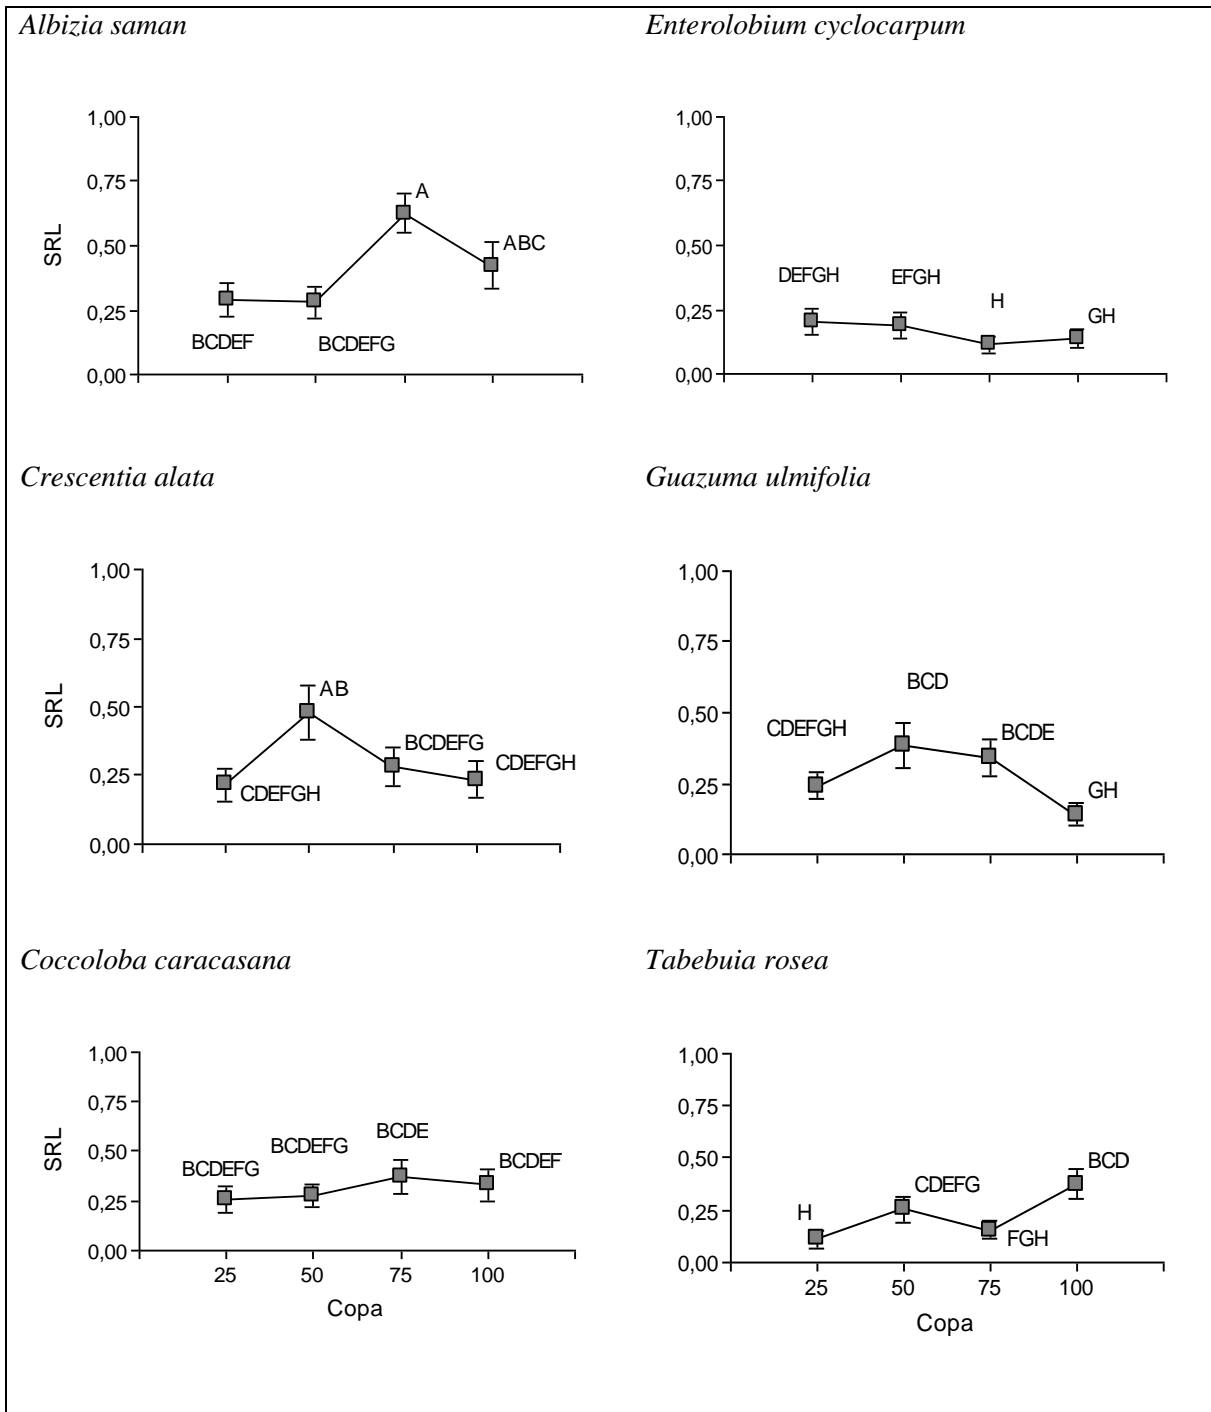 Albizia saman
Enterolobium cyclocarpum
1,00
0,75
0,50
0,25
0,00
SRL
BCDEF
BCDEFG
A
ABC
1,00
0,75
0,50
0,25
0,00
DEFGH
EFGH
H
GH
Crescentia alata
Guazuma ulmifolia
1,00
0,75
0,50
0,25
0,00
SRL
CDEFGH
AB
BCDEFG
CDEFGH
1,00
0,75
0,50
0,25
0,00
CDEFGH
BCD
BCDE
GH
Coccoloba caracasana
Tabebuia rosea
1,00
0,75
0,50
0,25
0,00
SRL
BCDEFG
BCDEFG
BCDE
BCDEF
25 50 75 100
Copa
1,00
0,75
0,50
0,25
0,00
H
CDEFG
FGH
BCD
25 50 75 100
Copa